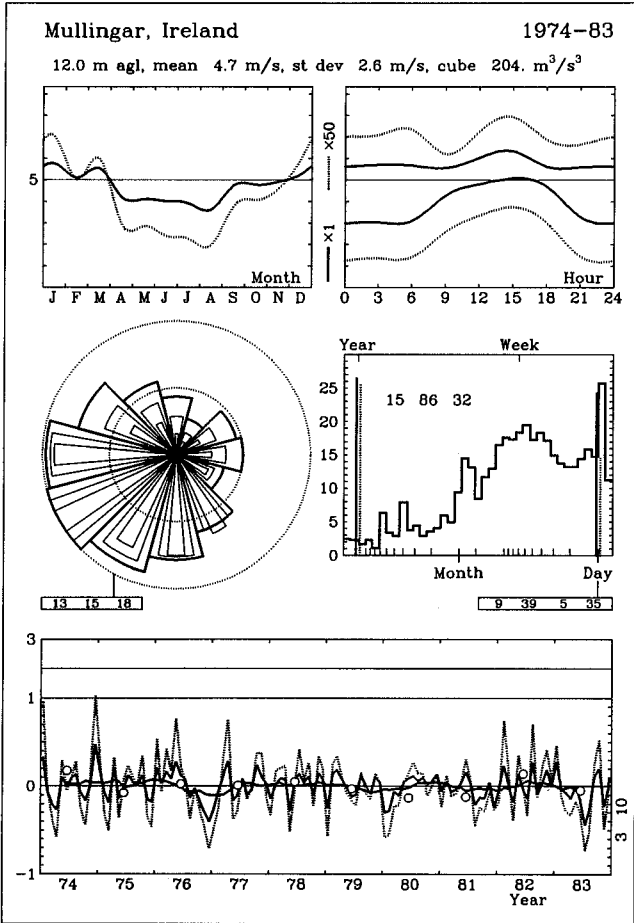 Mullingar, Ireland 1974-83
12.0 m agl, mean 4.7 m/s, st dev 2.6 m/s, cube 204. m³/s³
5
Month
J F M A M J J A S O N D
×1 ×50
Hour
0 3 6 9 12 15 18 21 24
Year Week
25
20
15
10
5
0
15 86 32
Month Day
13 15 18
9 39 5 35
3
1
0
-1
3 10
74 75 76 77 78 79 80 81 82 83
Year